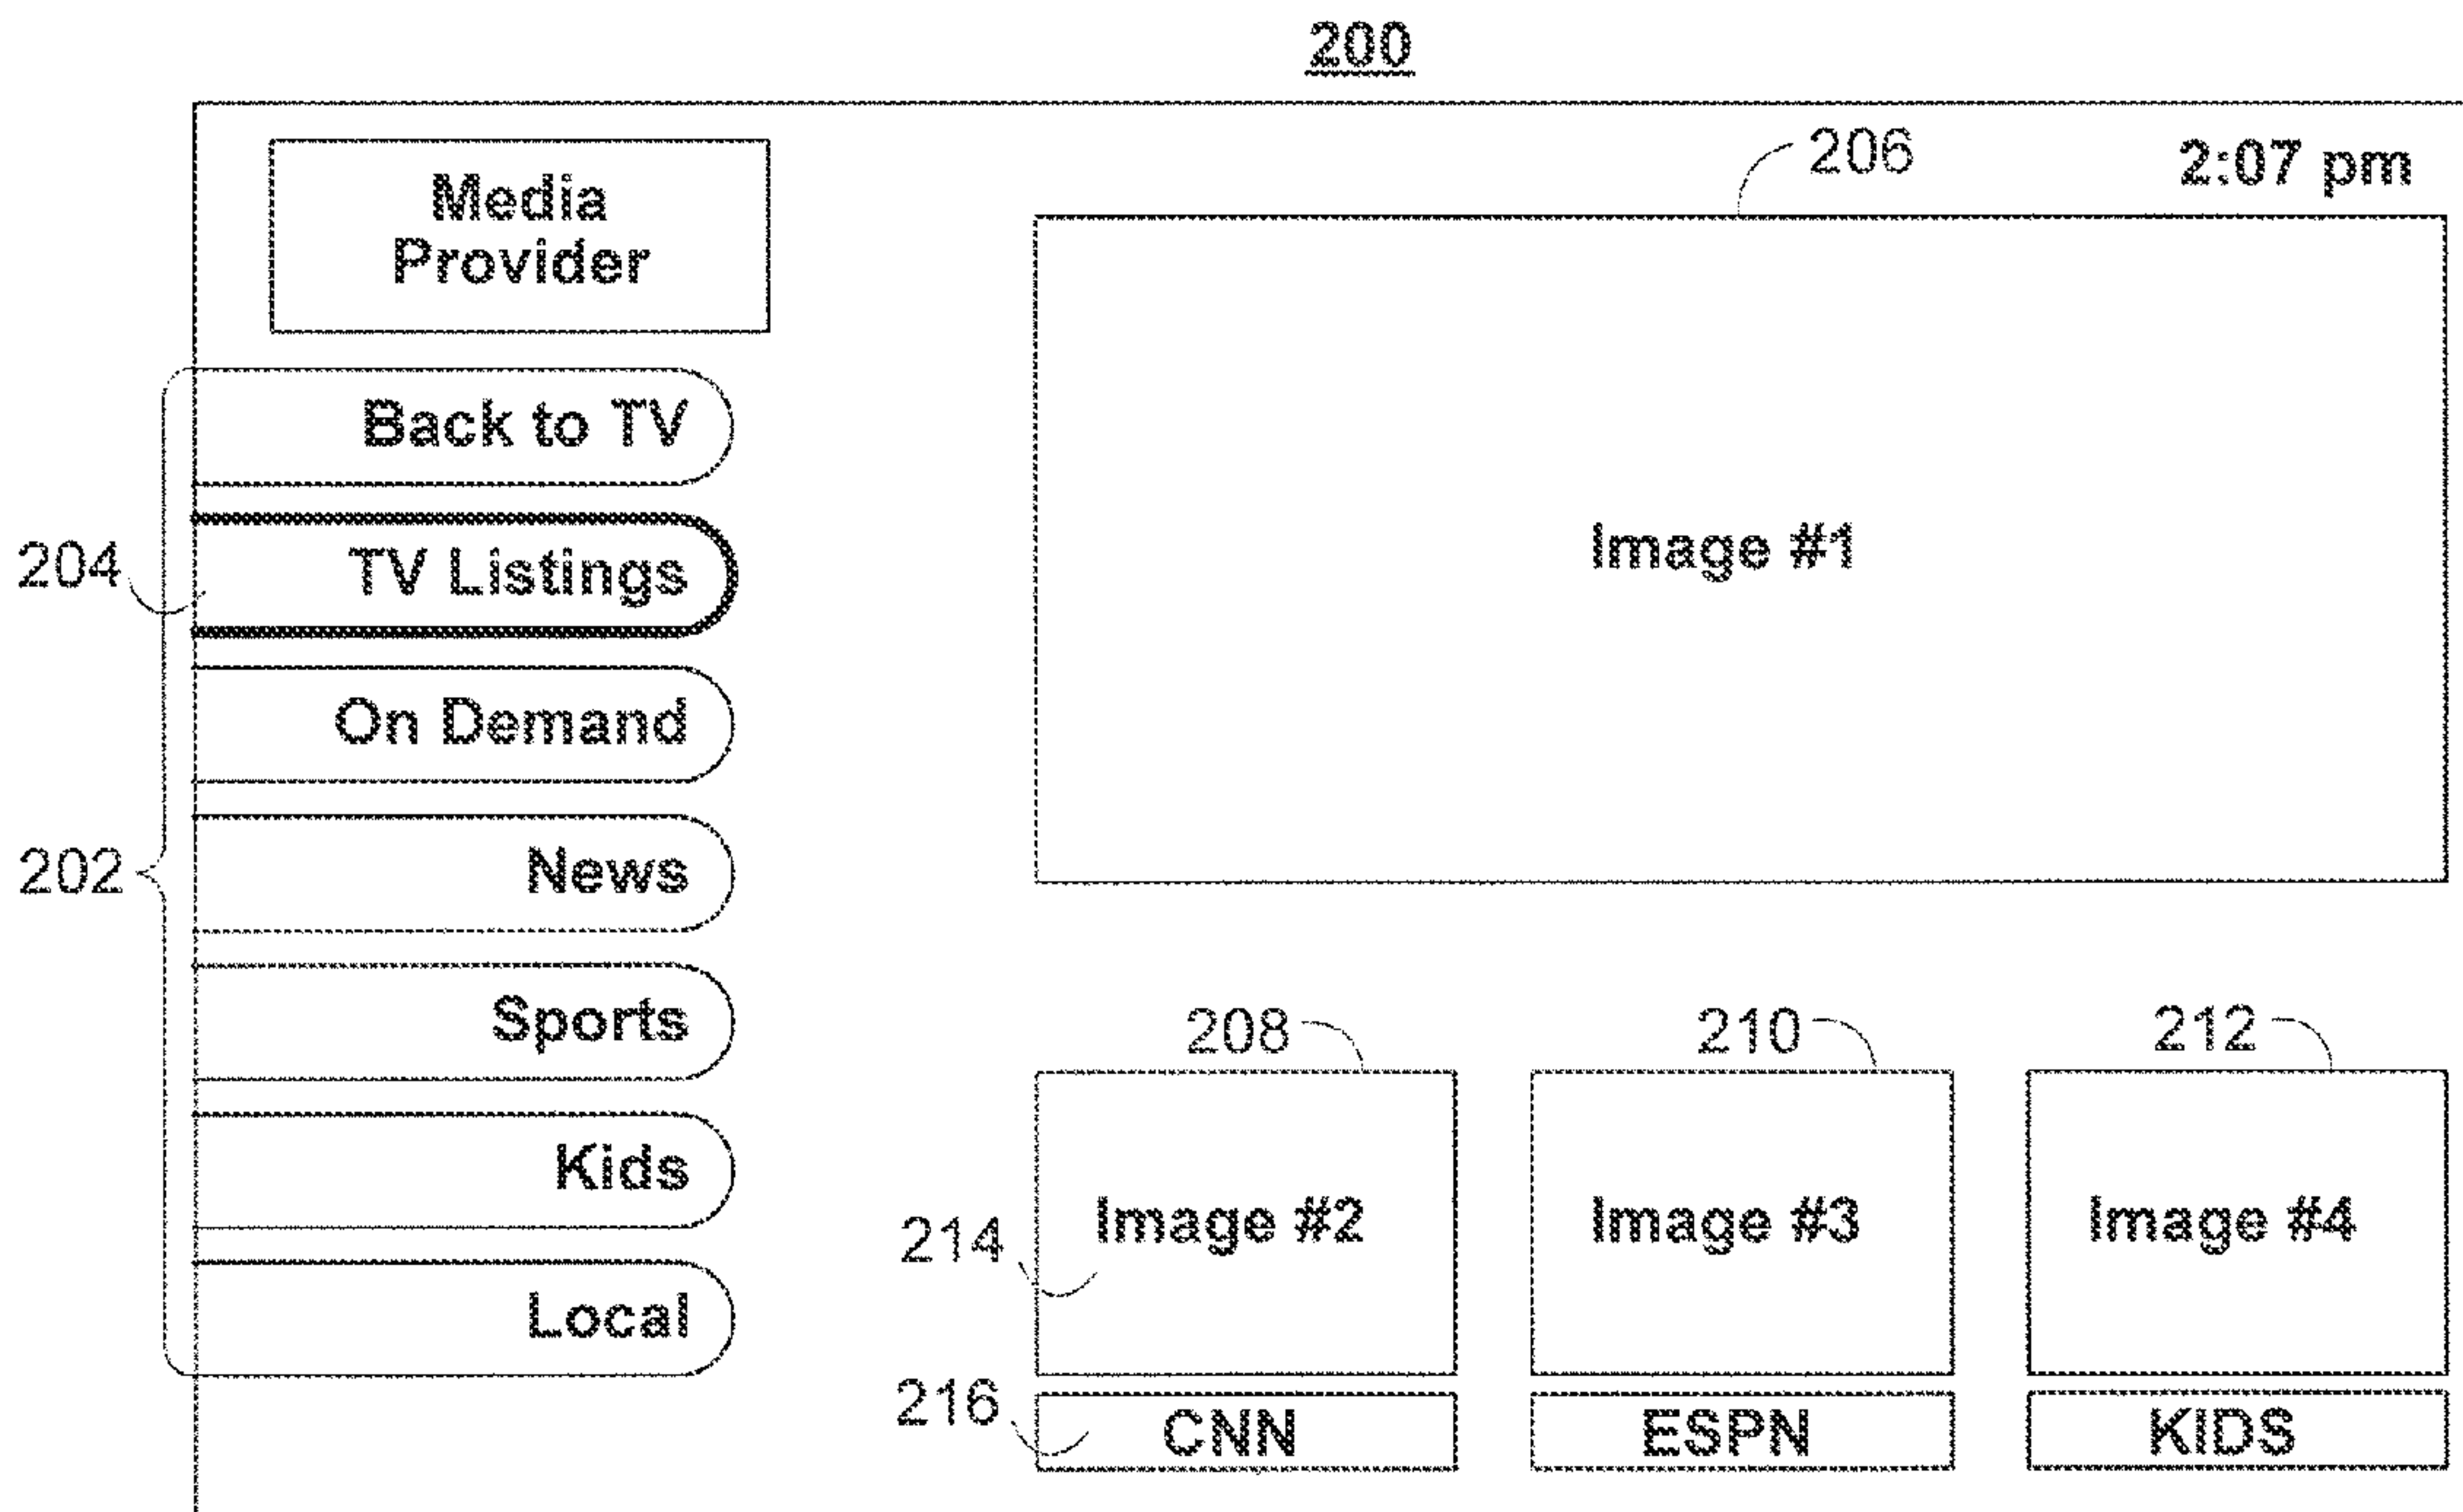 200
206
2:07 pm
Media
Provider
Back to TV
Image #1
204
TV Listings
On Demand
202
News
Sports
208
210
212
Kids
214
Image #2
Image #3
Image #4
Local
216
CNN
ESPN
KIDS